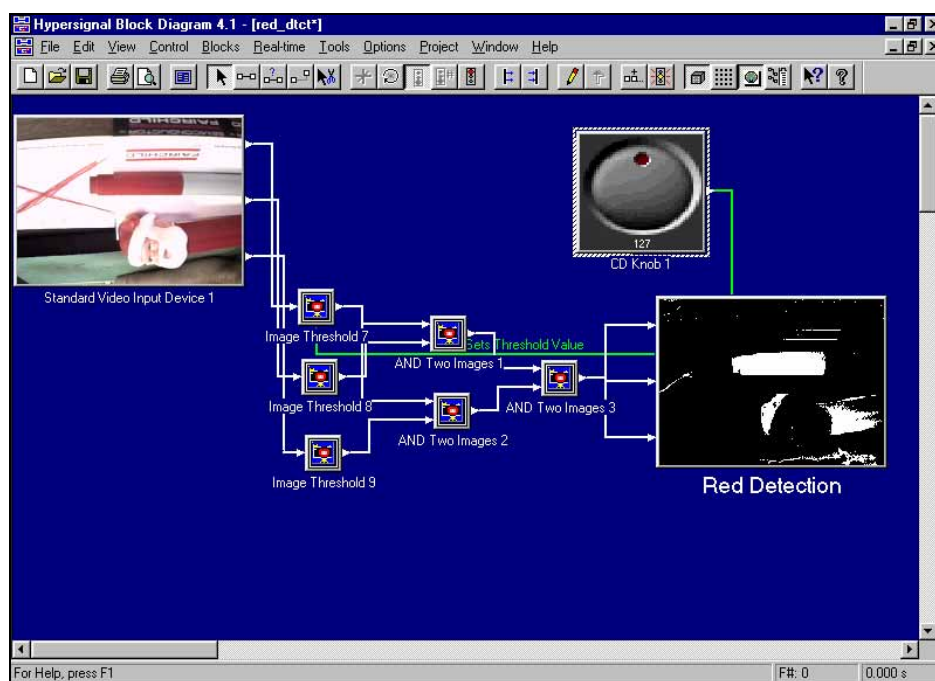 Hypersignal Block Diagram 4.1 - [red_dtct*]
File Edit View Control Blocks Real-time Tools Options Project Window Help
FAIRCHILD
FAIRCHILD
127
CD Knob 1
Standard Video Input Device 1
Image Threshold 7
Sets Threshold Value
AND Two Images 1
Image Threshold 8
AND Two Images 3
AND Two Images 2
Image Threshold 9
Red Detection
For Help, press F1
F#: 0
0.000 s